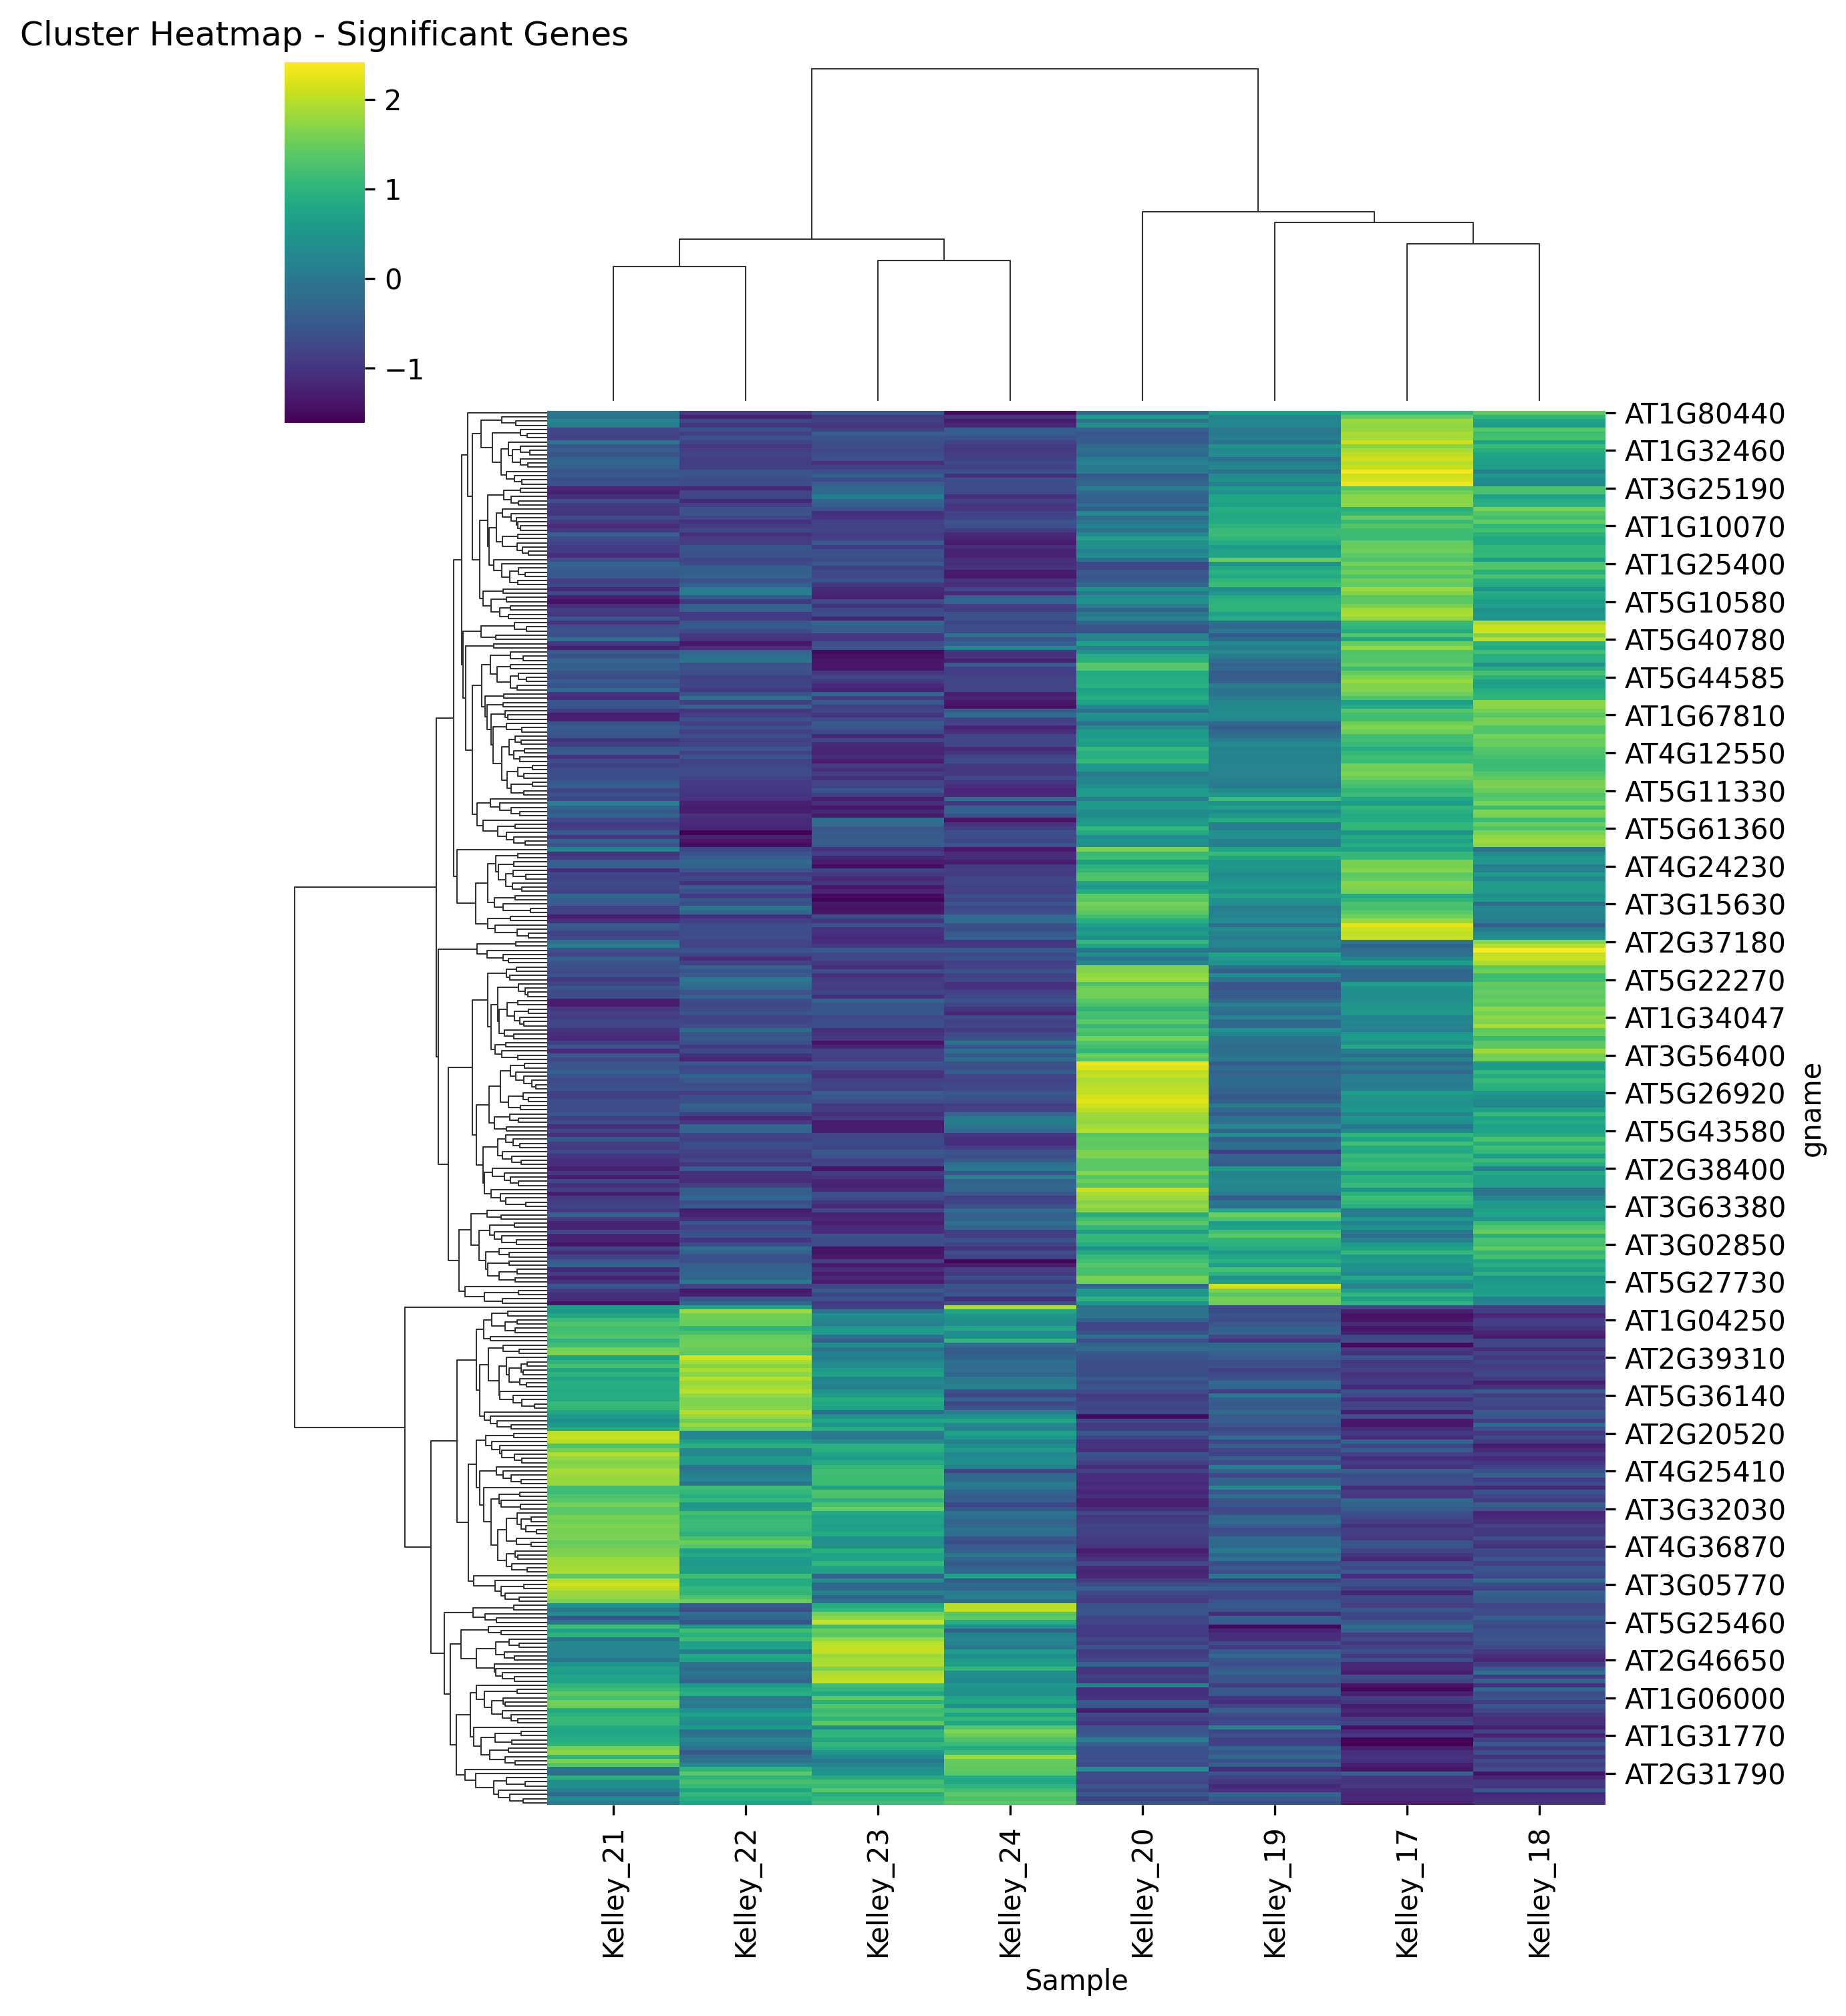 Cluster Heatmap - Significant Genes
2
1
0
−1
AT1G80440
AT1G32460
AT3G25190
AT1G10070
AT1G25400
AT5G10580
AT5G40780
AT5G44585
AT1G67810
AT4G12550
AT5G11330
AT5G61360
AT4G24230
AT3G15630
AT2G37180
AT5G22270
AT1G34047
AT3G56400
AT5G26920
AT5G43580
AT2G38400
AT3G63380
AT3G02850
AT5G27730
AT1G04250
AT2G39310
AT5G36140
AT2G20520
AT4G25410
AT3G32030
AT4G36870
AT3G05770
AT5G25460
AT2G46650
AT1G06000
AT1G31770
AT2G31790
gname
Kelley_21
Kelley_22
Kelley_23
Kelley_24
Kelley_20
Kelley_19
Kelley_17
Kelley_18
Sample